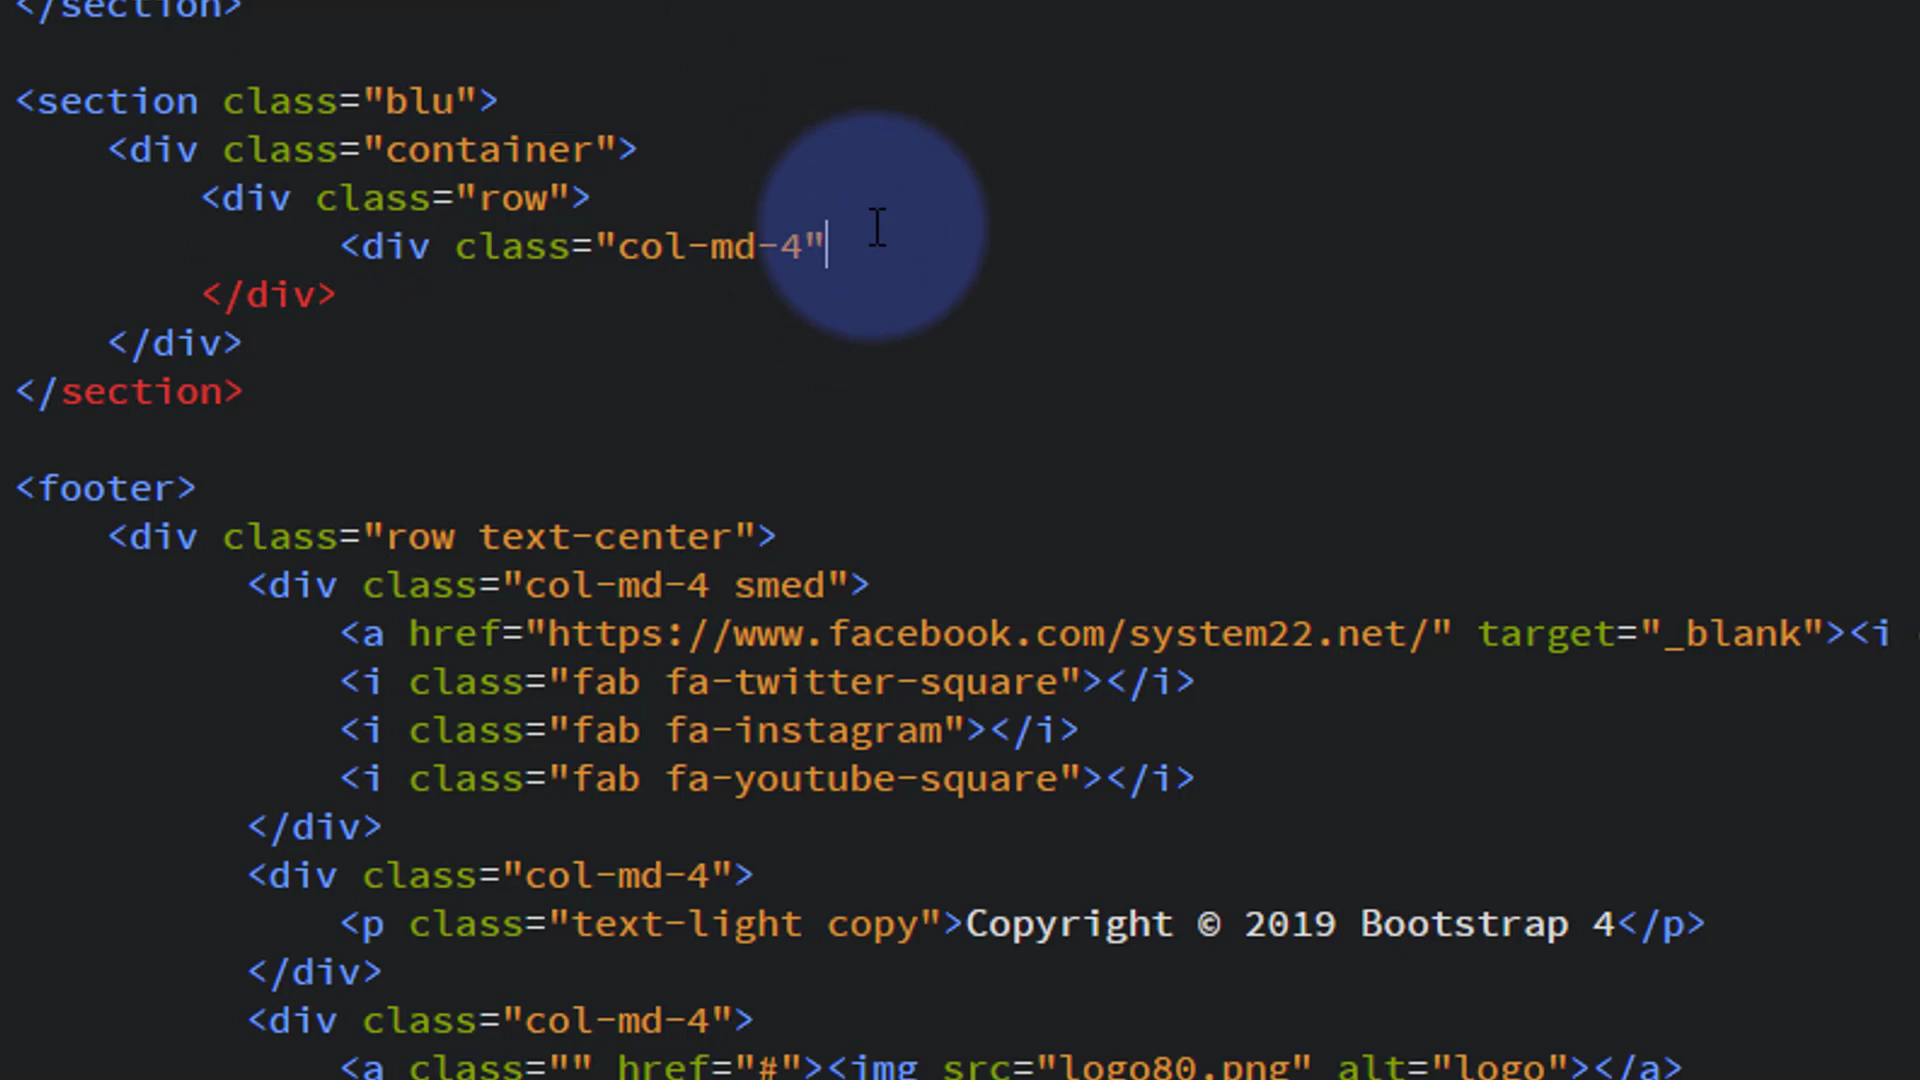 </section>
<section class="blu">
<div class="container">
<div class="row">
<div class="col-md-4"
</div>
</div>
</section>
<footer>
<div class="row text-center">
<div class="col-md-4 smed">
<a href="https://www.facebook.com/system22.net/" target="_blank"><i
<i class="fab fa-twitter-square"></i>
<i class="fab fa-instagram"></i>
<i class="fab fa-youtube-square"></i>
</div>
<div class="col-md-4">
<p class="text-light copy">Copyright © 2019 Bootstrap 4</p>
</div>
<div class="col-md-4">
<a class="" href="#"><img src="logo80.png" alt="logo"></a>